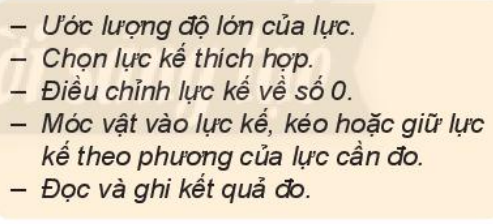 – Ước lượng độ lớn của lực.
– Chọn lực kế thích hợp.
– Điều chỉnh lực kế về số 0.
– Móc vật vào lực kế, kéo hoặc giữ lực
kế theo phương của lực cần đo.
– Đọc và ghi kết quả đo.